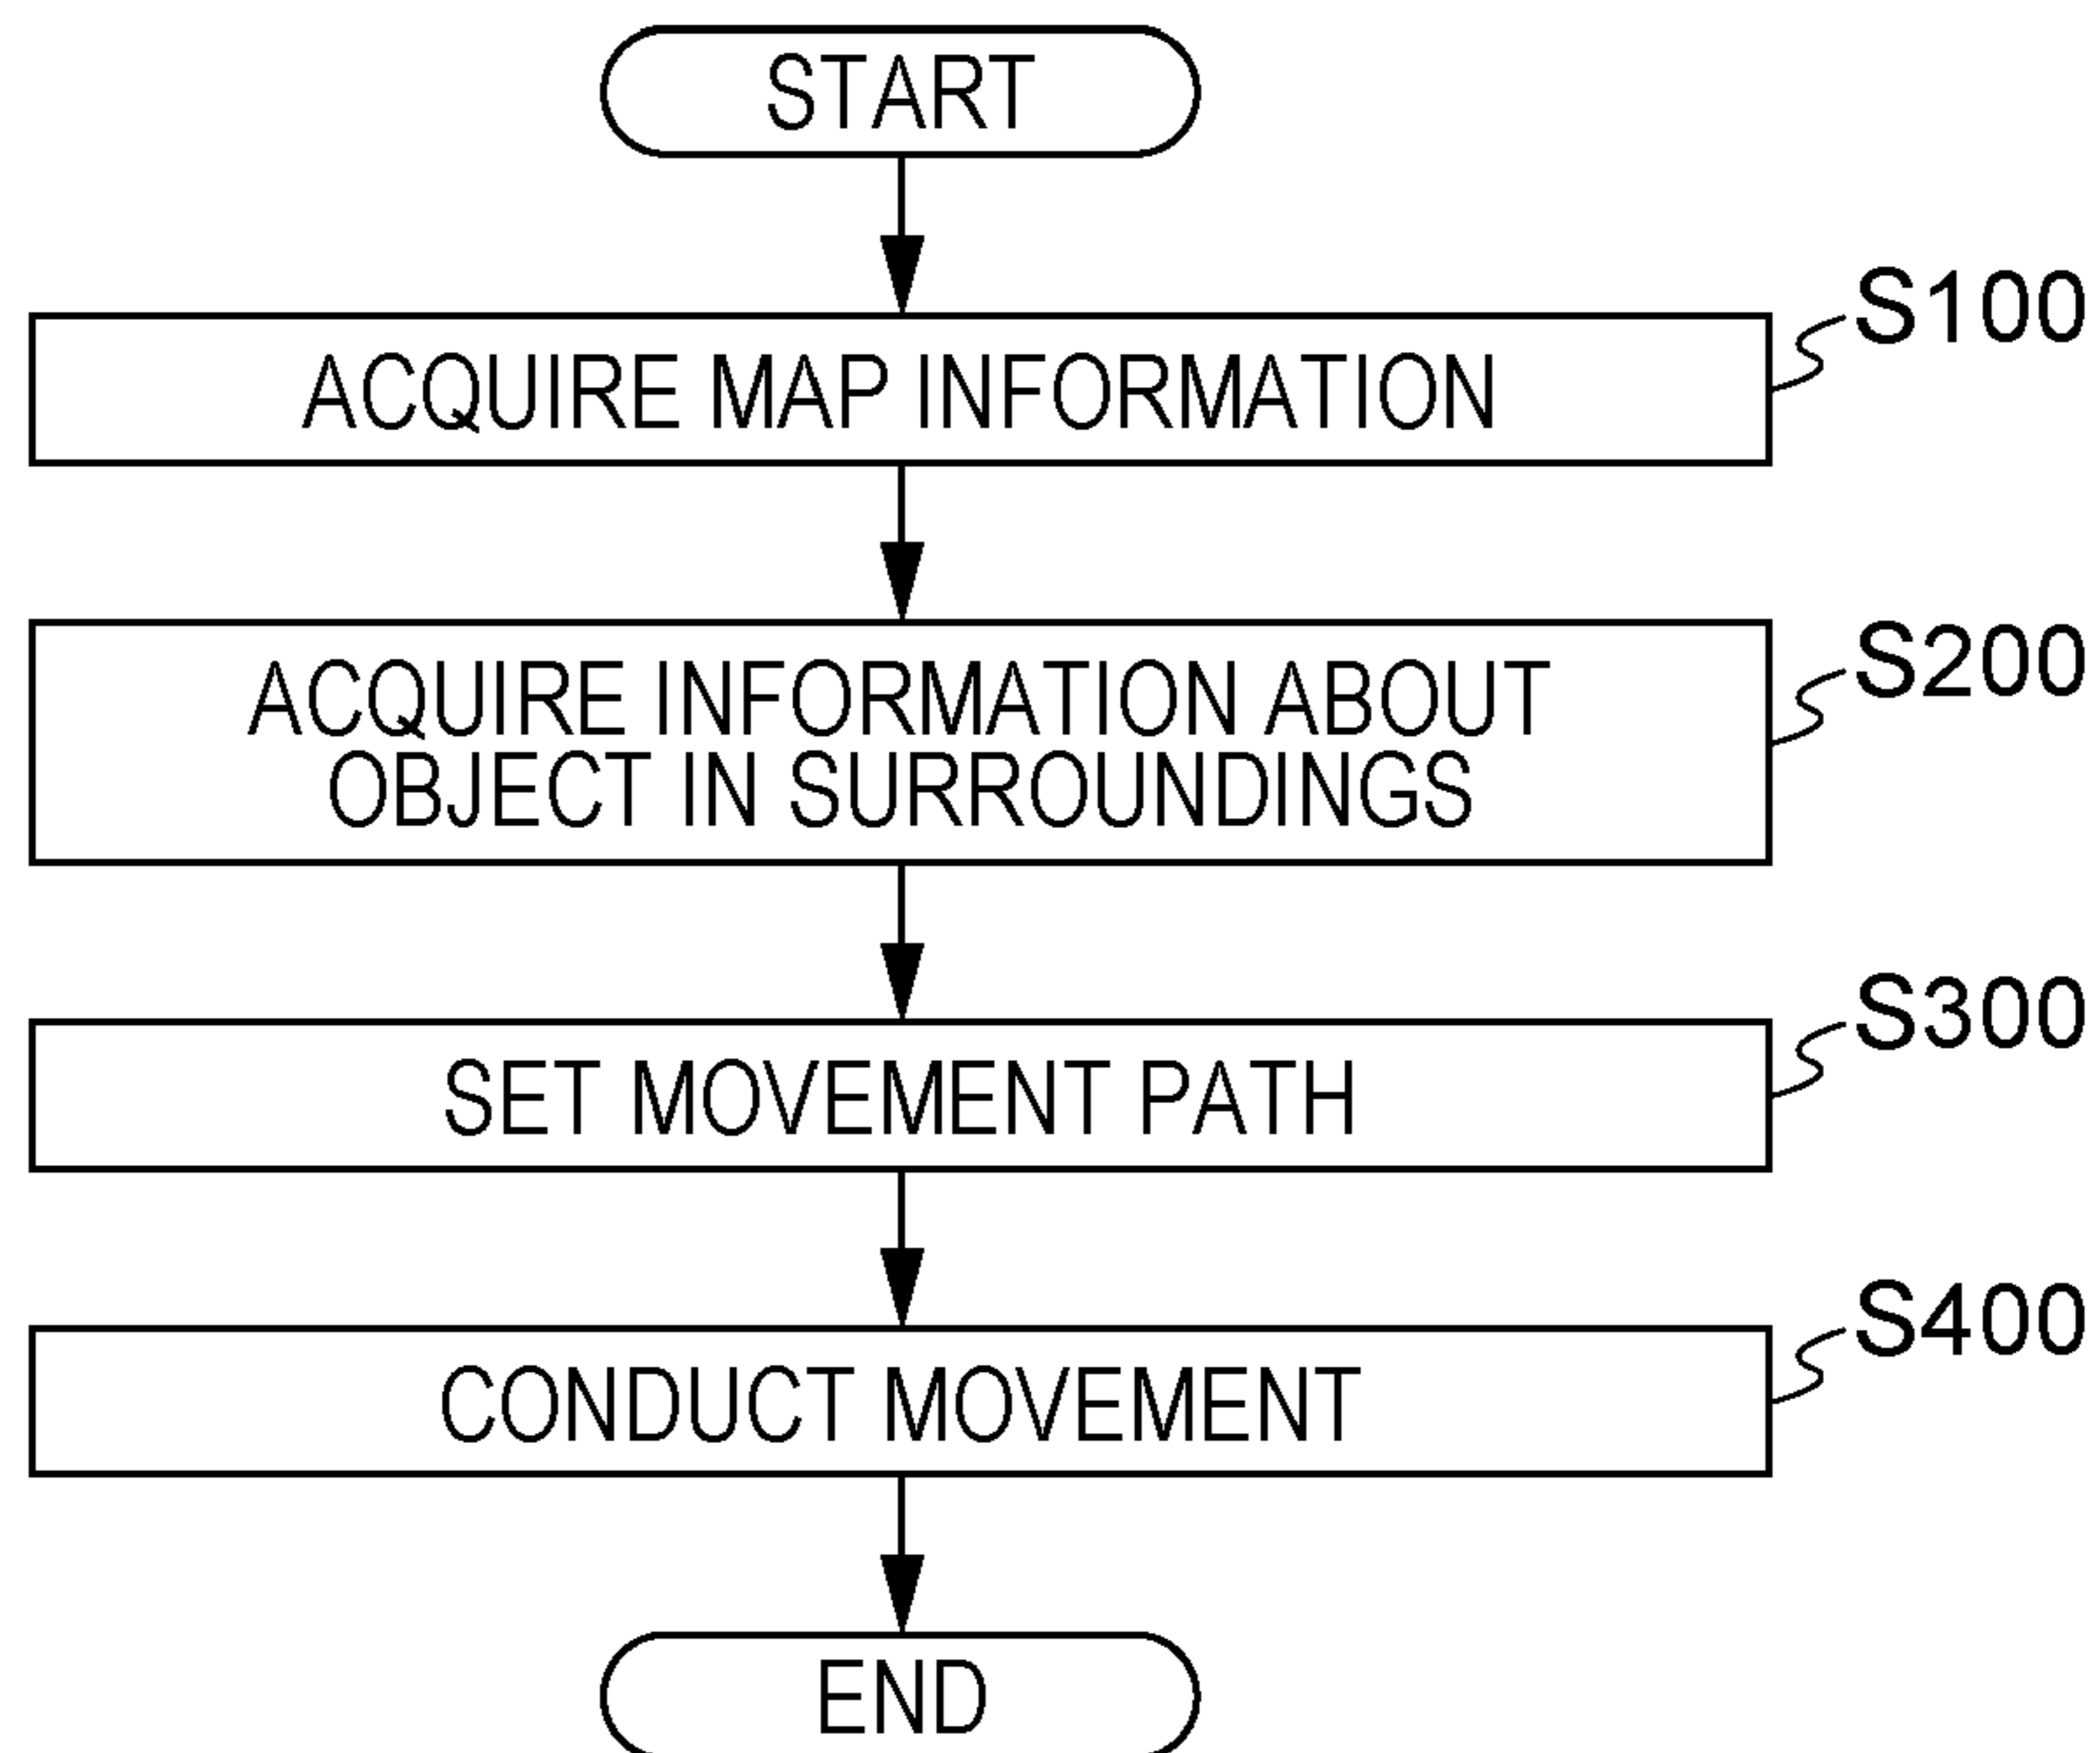 START
S100
ACQUIRE MAP INFORMATION
S200
ACQUIRE INFORMATION ABOUT
OBJECT IN SURROUNDINGS
S300
SET MOVEMENT PATH
S400
CONDUCT MOVEMENT
END